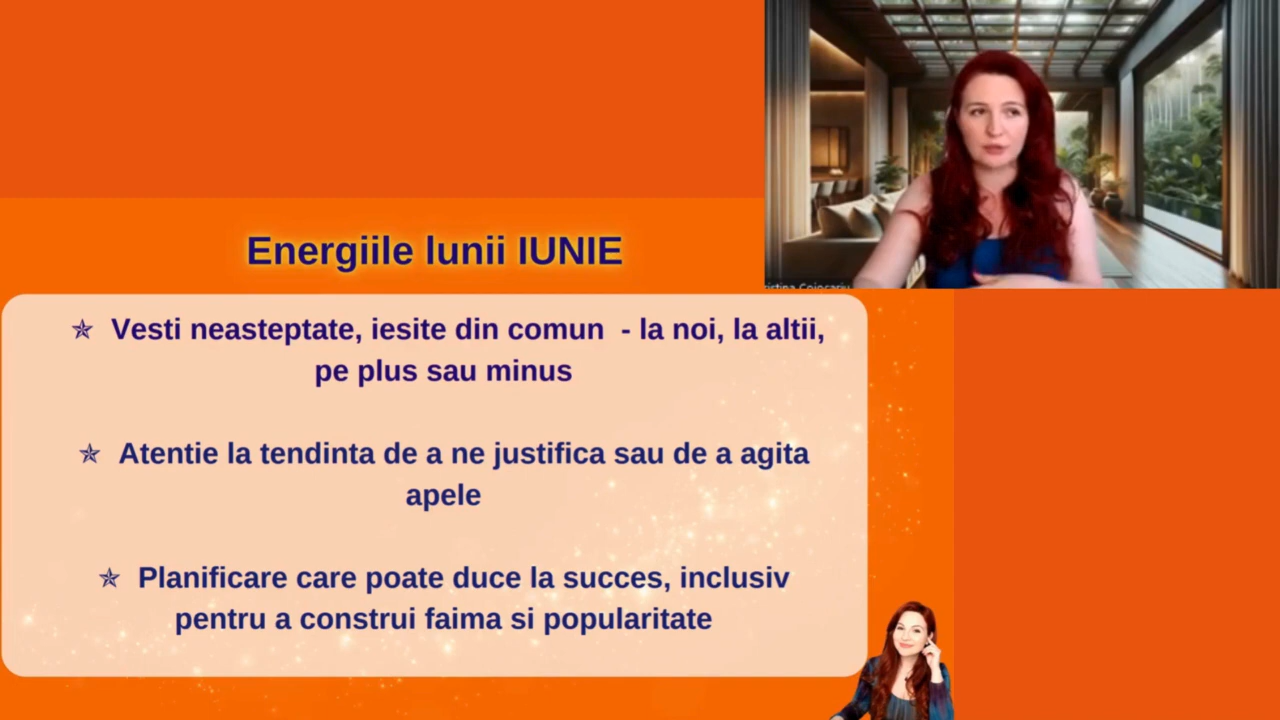 Energiile lunii IUNIE
✯ Vesti neasteptate, iesite din comun - la noi, la altii,
pe plus sau minus
✯ Atentie la tendinta de a ne justifica sau de a agita
apele
✯ Planificare care poate duce la succes, inclusiv
pentru a construi faima si popularitate